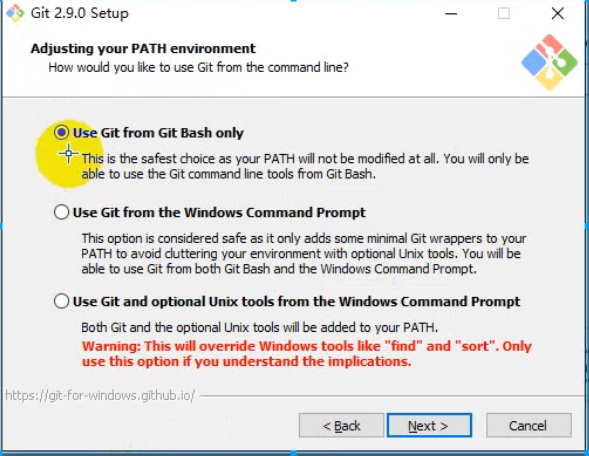 Git 2.9.0 Setup
Adjusting your PATH environment
How would you like to use Git from the command line?
Use Git from Git Bash only
This is the safest choice as your PATH will not be modified at all. You will only be
able to use the Git command line tools from Git Bash.
Use Git from the Windows Command Prompt
This option is considered safe as it only adds some minimal Git wrappers to your
PATH to avoid cluttering your environment with optional Unix tools. You will be
able to use Git from both Git Bash and the Windows Command Prompt.
Use Git and optional Unix tools from the Windows Command Prompt
Both Git and the optional Unix tools will be added to your PATH.
Warning: This will override Windows tools like "find" and "sort". Only
use this option if you understand the implications.
https://git-for-windows.github.io/
< Back Next > Cancel